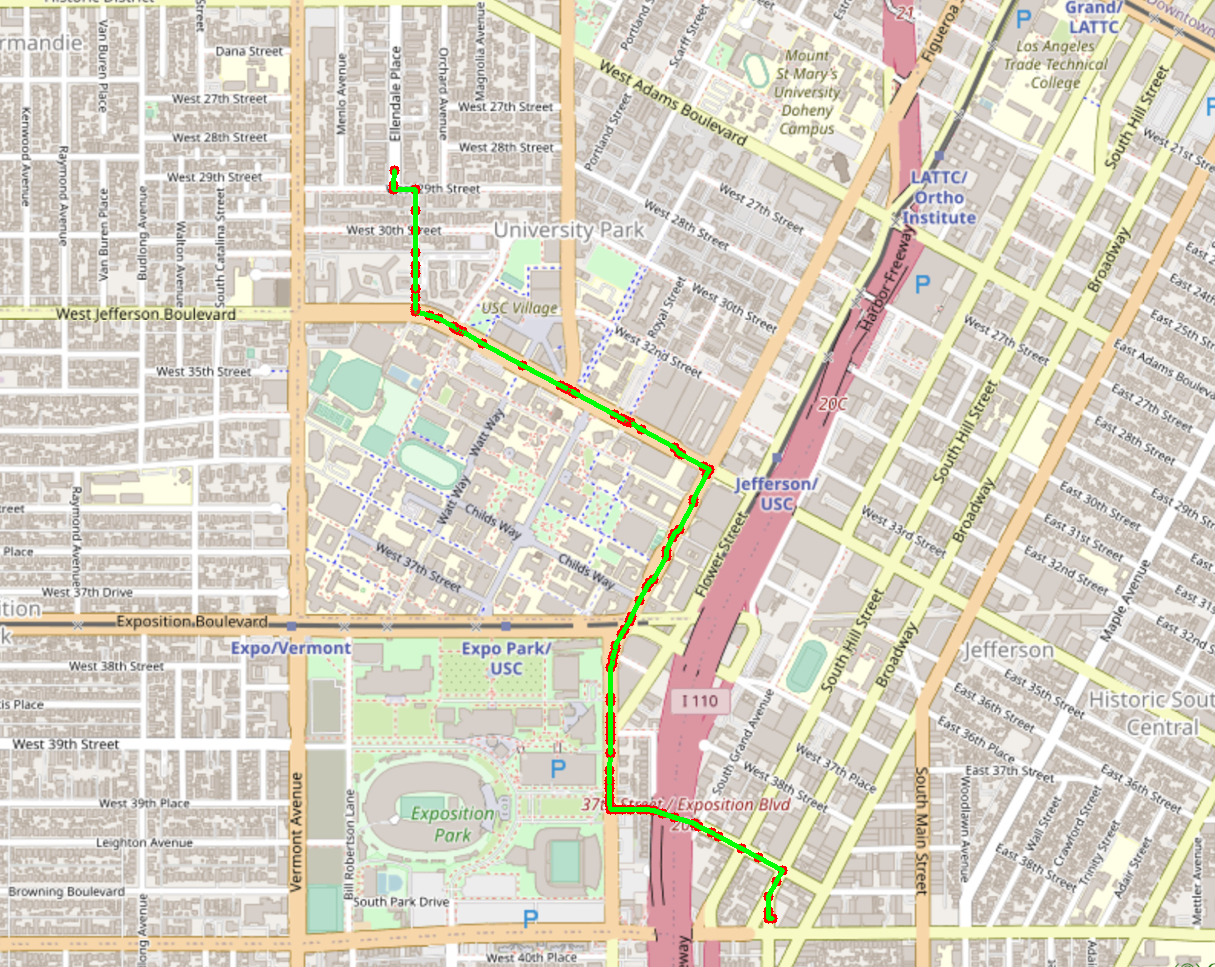 Historic District
rmandie
Van Buren Place
Dana Street
Menlo Avenue
Ellendale Place
Orchard Avenue
Magnolia Avenue
Portland Street
Scarff Street
West Adams Boulevard
Mount
St Mary's
University
Doheny
Campus
21
Figueroa
P
Grand/
LATTC
Los Angeles
Trade Technical
College
South Hill Street
West 21st Street
West 27th Street
West 27th Street
West 28th Street
West 28th Street
West 29th Street
29th Street
West 30th Street
Kenwood Avenue
Raymond Avenue
Van Buren Place
Budlong Avenue
Walton Avenue
South Catalina Street
Portland Street
West 27th Street
West 28th Street
West 30th Street
West 32nd Street
Royal Street
University Park
USC Village
LATTC/
Ortho
Institute
P
Harbor Freeway
Broadway
West 27th Street
East 25th Street
East Adams Boulevard
East 27th Street
East 28th Street
West Jefferson Boulevard
West 35th Street
20C
South Hill Street
Broadway
Watt Way
Watt Way
Childs Way
Childs Way
West 37th Street
Jefferson/
USC
Flower Street
West 33rd Street
East 30th Street
East 29th Street
East 32nd Street
Raymond Avenue
Place
West 37th Drive
ition
k
Exposition Boulevard
Expo/Vermont
Expo Park/
USC
West 38th Street
West 39th Street
West 39th Place
Leighton Avenue
Browning Boulevard
Vermont Avenue
Bill Robertson Lane
South Park Drive
Exposition
Park
P
P
West 40th Place
I 110
37th Street / Exposition Blvd
South Grand Avenue
West 37th Place
West 38th Street
South Hill Street
Broadway
Maple Avenue
Jefferson
Historic Sout
Central
East 35th Street
East 36th Street
East 36th Place
East 37th Street
East 36th Street
East 38th Street
South Main Street
Woodlawn Avenue
Wall Street
Crawford Street
Trinity Street
Adair Street
Mettler Avenue